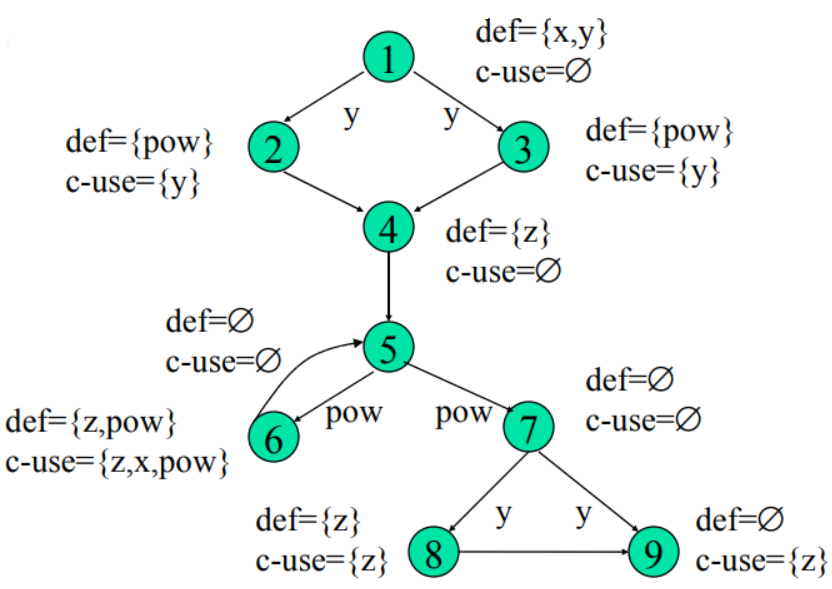 def={x,y}
c-use=∅
1
y
y
def={pow}
c-use={y}
2
3
def={pow}
c-use={y}
4
def={z}
c-use=∅
def=∅
c-use=∅
5
pow
pow
def={z,pow}
c-use={z,x,pow}
6
7
def=∅
c-use=∅
y
y
def={z}
c-use={z}
8
9
def=∅
c-use={z}